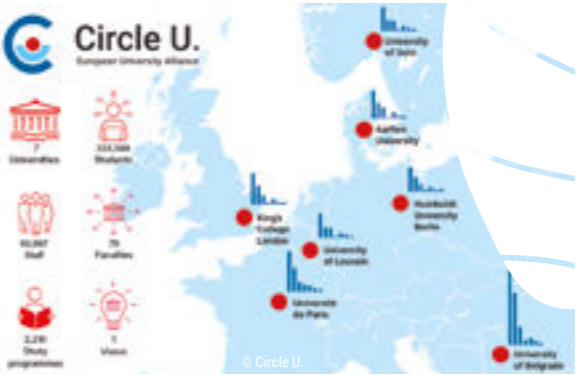 Circle U.
European University Alliance
7
Universities
Students
Staff
Faculties
Study
programmes
1
Vision
University
of Oslo
Aarhus
University
King's
College
London
Humboldt
University
Berlin
University
of Louvain
Université
de Paris
University
of Belgrade
© Circle U.